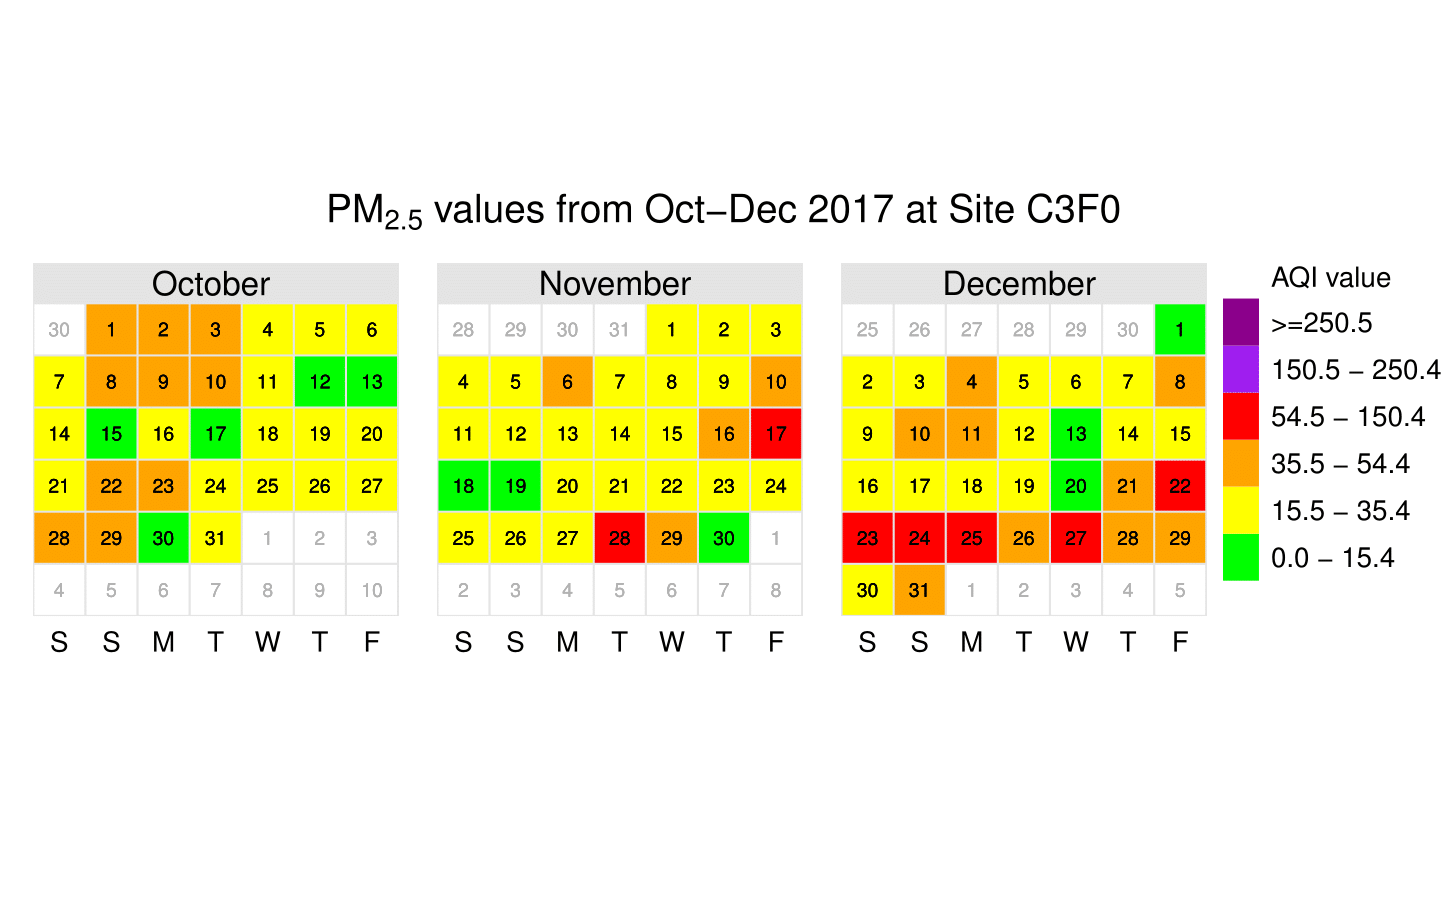 PM2.5 values from Oct−Dec 2017 at Site C3F0
October
30 1 2 3 4 5 6
7 8 9 10 11 12 13
14 15 16 17 18 19 20
21 22 23 24 25 26 27
28 29 30 31 1 2 3
4 5 6 7 8 9 10
S S M T W T F
November
28 29 30 31 1 2 3
4 5 6 7 8 9 10
11 12 13 14 15 16 17
18 19 20 21 22 23 24
25 26 27 28 29 30 1
2 3 4 5 6 7 8
S S M T W T F
December
25 26 27 28 29 30 1
2 3 4 5 6 7 8
9 10 11 12 13 14 15
16 17 18 19 20 21 22
23 24 25 26 27 28 29
30 31 1 2 3 4 5
S S M T W T F
AQI value
>=250.5
150.5 − 250.4
54.5 − 150.4
35.5 − 54.4
15.5 − 35.4
0.0 − 15.4